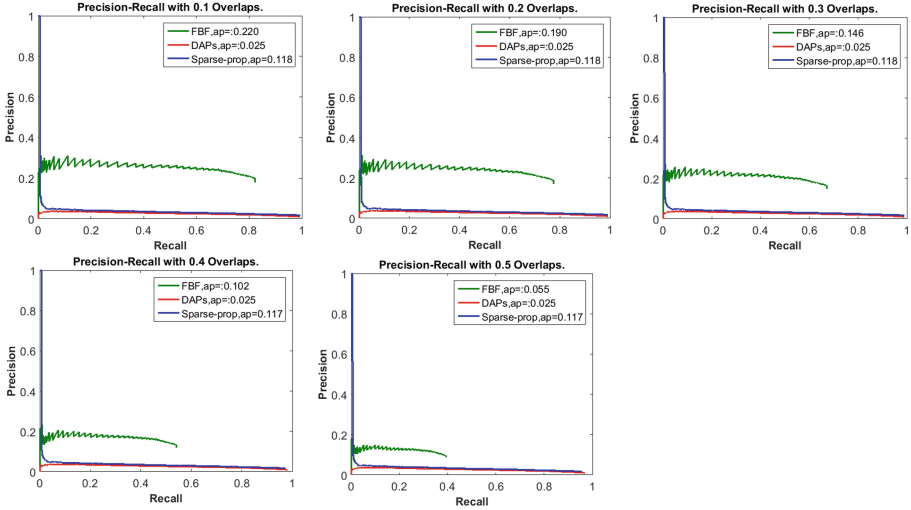 Precision-Recall with 0.1 Overlaps.
FBF,ap=:0.220
DAPs,ap=:0.025
Sparse-prop,ap=0.118
Precision
1
0.8
0.6
0.4
0.2
0
0 0.2 0.4 0.6 0.8 1
Recall
Precision-Recall with 0.2 Overlaps.
FBF,ap=:0.190
DAPs,ap=:0.025
Sparse-prop,ap=0.118
Precision
1
0.8
0.6
0.4
0.2
0
0 0.2 0.4 0.6 0.8 1
Recall
Precision-Recall with 0.3 Overlaps.
FBF,ap=:0.146
DAPs,ap=:0.025
Sparse-prop,ap=0.118
Precision
1
0.8
0.6
0.4
0.2
0
0 0.2 0.4 0.6 0.8 1
Recall
Precision-Recall with 0.4 Overlaps.
FBF,ap=:0.102
DAPs,ap=:0.025
Sparse-prop,ap=0.117
Precision
1
0.8
0.6
0.4
0.2
0
0 0.2 0.4 0.6 0.8 1
Recall
Precision-Recall with 0.5 Overlaps.
FBF,ap=:0.055
DAPs,ap=:0.025
Sparse-prop,ap=0.117
Precision
1
0.8
0.6
0.4
0.2
0
0 0.2 0.4 0.6 0.8 1
Recall